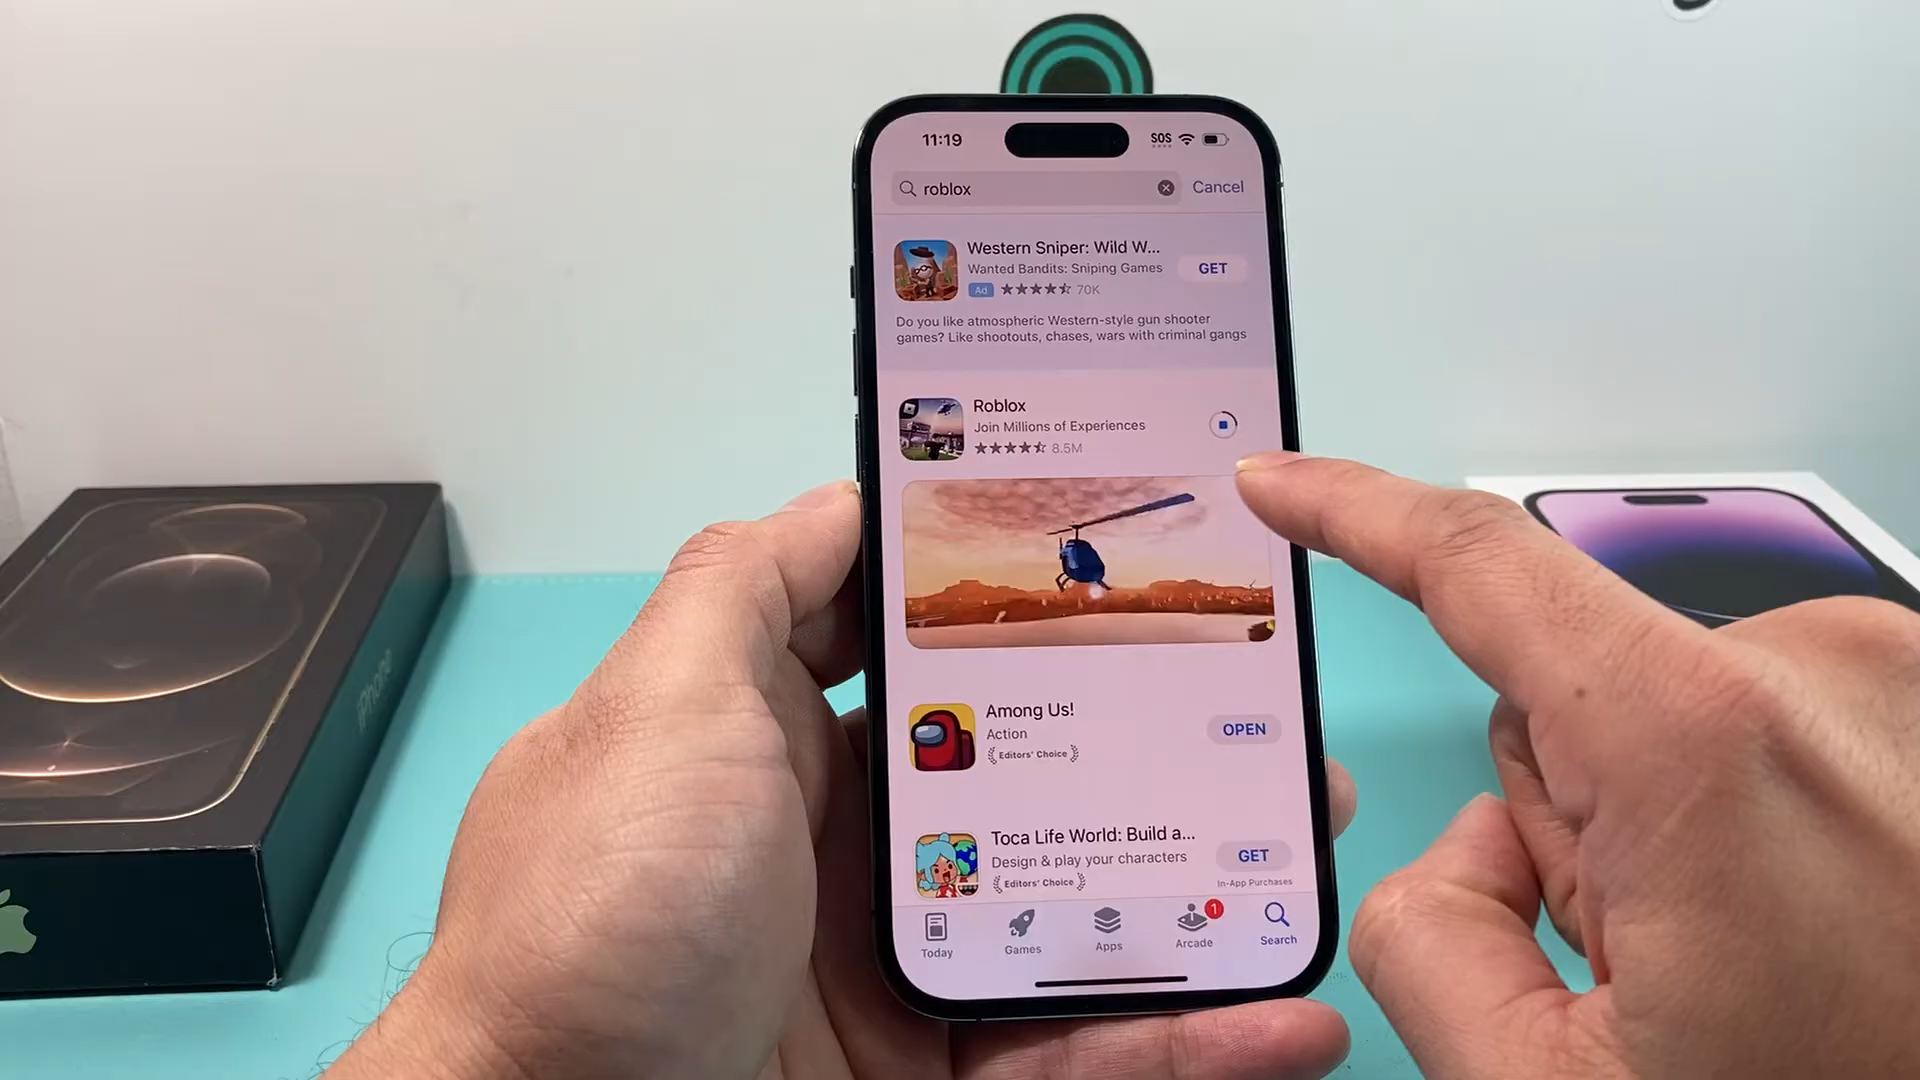 11:19
SOS
roblox
Cancel
Western Sniper: Wild W...
Wanted Bandits: Sniping Games
GET
Ad
70K
Do you like atmospheric Western-style gun shooter
games? Like shootouts, chases, wars with criminal gangs
Roblox
Join Millions of Experiences
8.5M
Among Us!
Action
Editors' Choice
OPEN
Toca Life World: Build a...
Design & play your characters
Editors' Choice
GET
In-App Purchases
Today
Games
Apps
Arcade
1
Search
iPhone